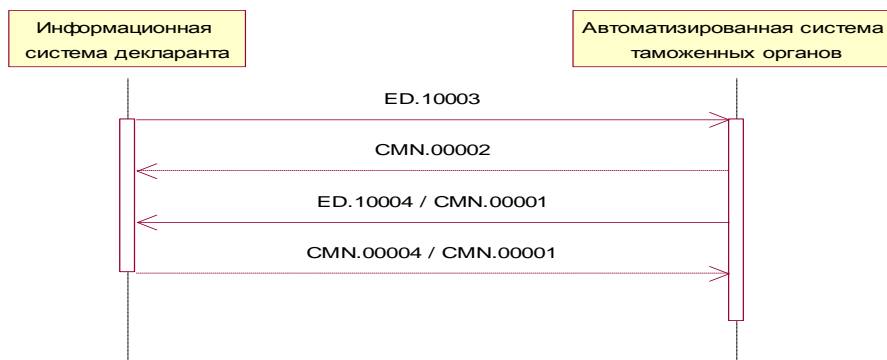 Информационная
система декларанта
Автоматизированная система
таможенных органов
ED.10003
CMN.00002
ED.10004 / CMN.00001
CMN.00004 / CMN.00001